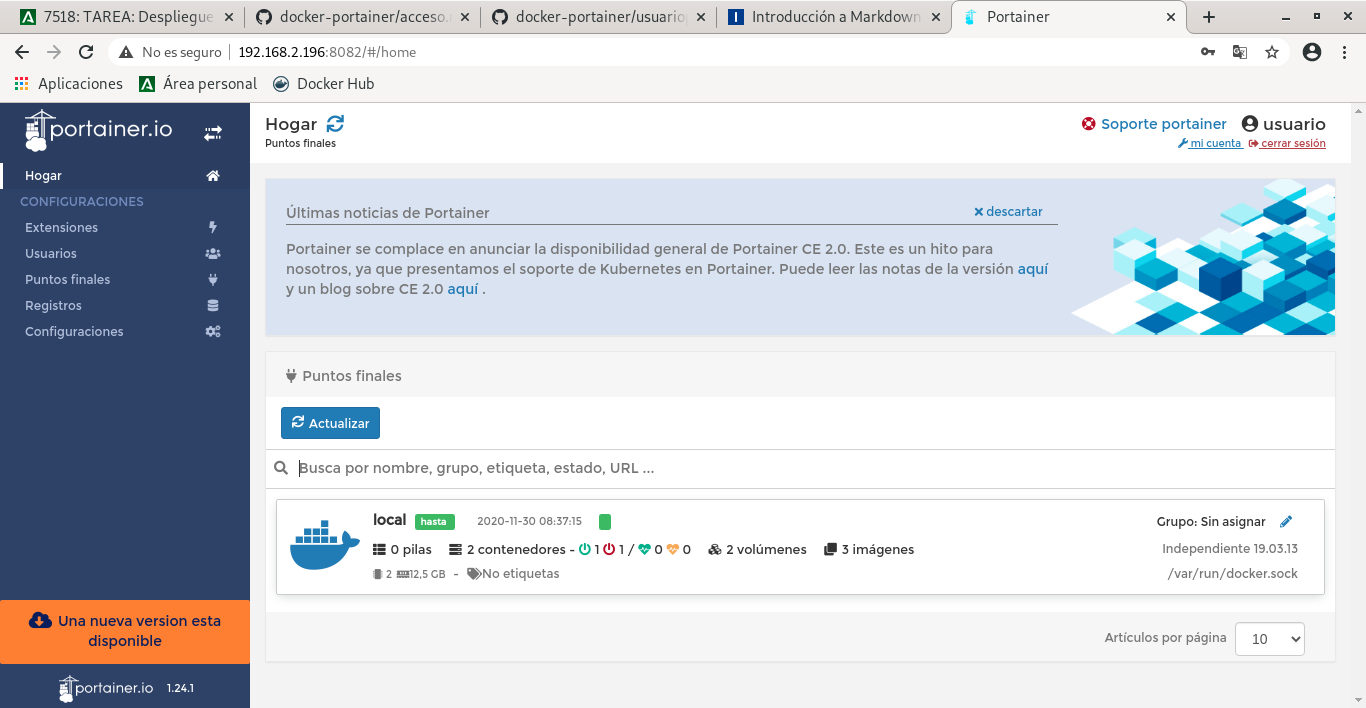 7518: TAREA: Despliegue
docker-portainer/acceso.
docker-portainer/usuario
Introducción a Markdown
Portainer
No es seguro
192.168.2.196:8082/#/home
Aplicaciones
Área personal
Docker Hub
portainer.io
Hogar
CONFIGURACIONES
Extensiones
Usuarios
Puntos finales
Registros
Configuraciones
Una nueva version esta
disponible
portainer.io 1.24.1
Hogar
Puntos finales
Soporte portainer
usuario
mi cuenta
cerrar sesión
Últimas noticias de Portainer
descartar
Portainer se complace en anunciar la disponibilidad general de Portainer CE 2.0. Este es un hito para
nosotros, ya que presentamos el soporte de Kubernetes en Portainer. Puede leer las notas de la versión aquí
y un blog sobre CE 2.0 aquí .
Puntos finales
Actualizar
Busca por nombre, grupo, etiqueta, estado, URL ...
local hasta 2020-11-30 08:37:15
Grupo: Sin asignar
0 pilas 2 contenedores - 1 1 / 0 0 2 volúmenes 3 imágenes
Independiente 19.03.13
2 12,5 GB - No etiquetas
/var/run/docker.sock
Artículos por página 10